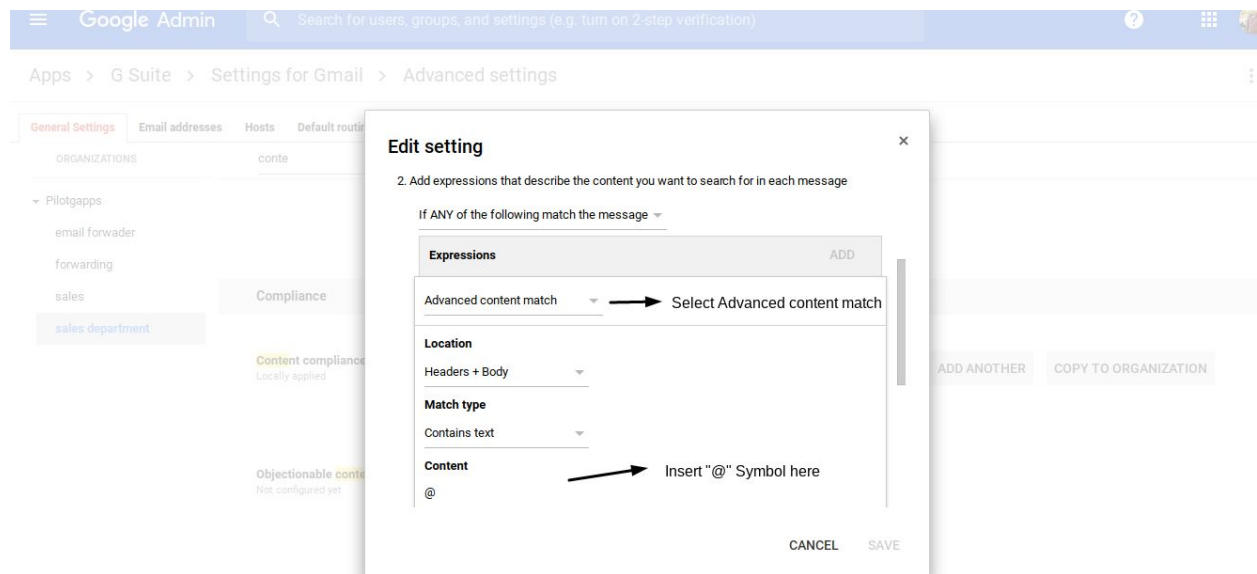 Google Admin
Search for users, groups, and settings (e.g. turn on 2-step verification)
?
Apps > G Suite > Settings for Gmail > Advanced settings
General Settings Email addresses Hosts Default routin
ORGANIZATIONS
conte
Pilotgapps
email forwader
forwarding
sales
sales department
Compliance
Content compliance
Locally applied
ADD ANOTHER COPY TO ORGANIZATION
Objectionable conte
Not configured yet
Edit setting ×
2. Add expressions that describe the content you want to search for in each message
If ANY of the following match the message
Expressions ADD
Advanced content match Select Advanced content match
Location
Headers + Body
Match type
Contains text
Content
Insert "@" Symbol here
@
CANCEL SAVE